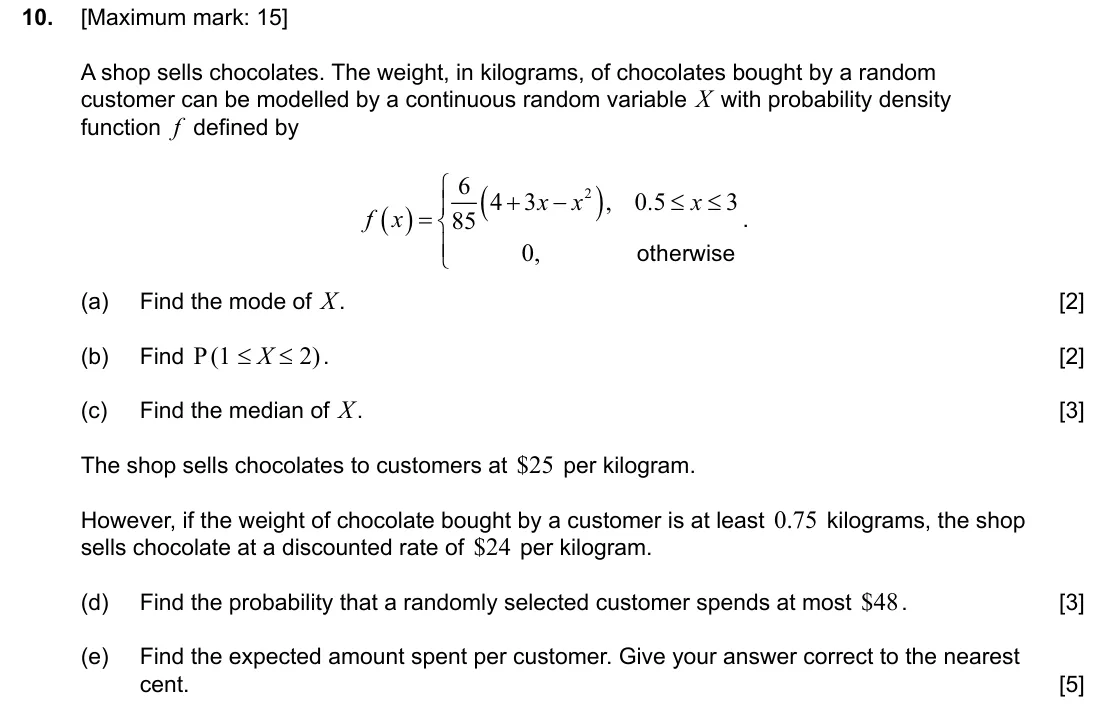 10. [Maximum mark: 15]
A shop sells chocolates. The weight, in kilograms, of chocolates bought by a random
customer can be modelled by a continuous random variable X with probability density
function f defined by
f(x) = { 6/85 (4 + 3x − x²), 0.5 ≤ x ≤ 3
0, otherwise .
(a) Find the mode of X. [2]
(b) Find P(1 ≤ X ≤ 2). [2]
(c) Find the median of X. [3]
The shop sells chocolates to customers at $25 per kilogram.
However, if the weight of chocolate bought by a customer is at least 0.75 kilograms, the shop
sells chocolate at a discounted rate of $24 per kilogram.
(d) Find the probability that a randomly selected customer spends at most $48. [3]
(e) Find the expected amount spent per customer. Give your answer correct to the nearest
cent. [5]